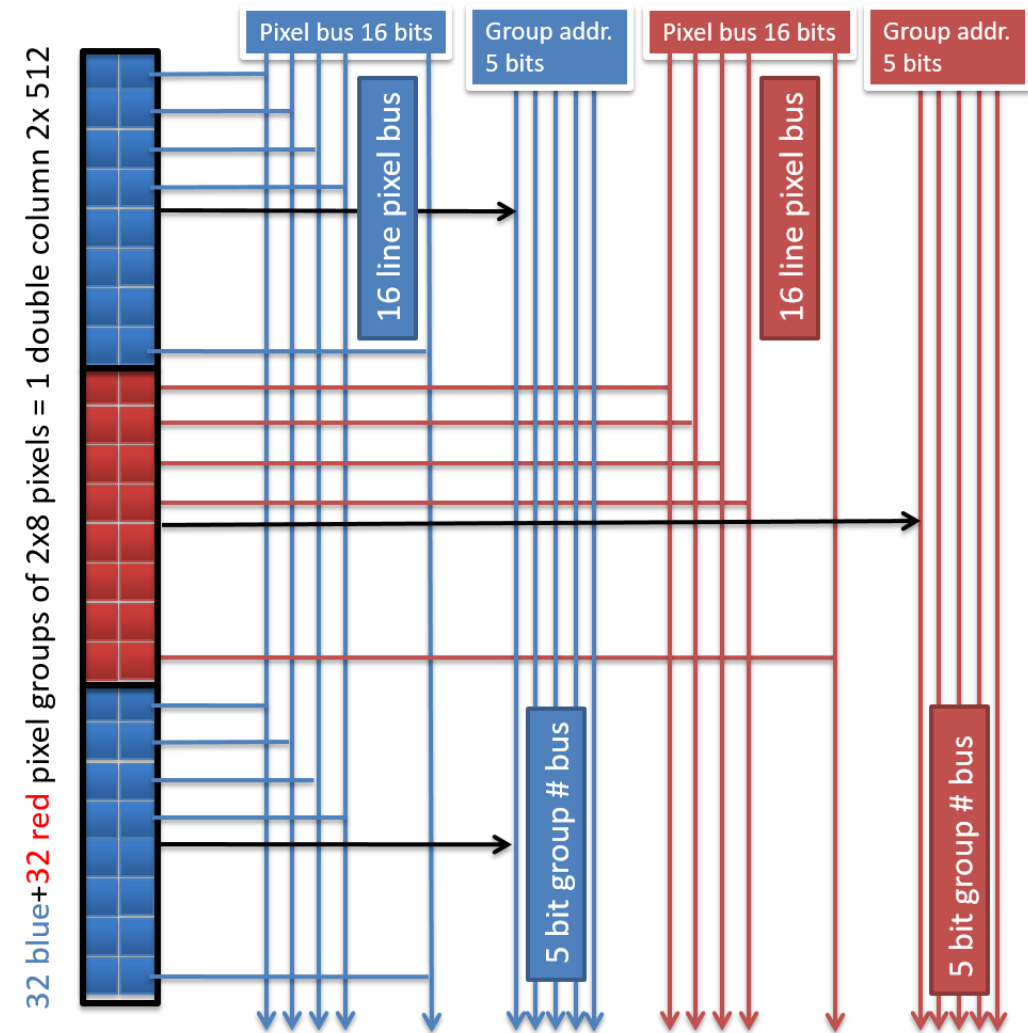 Pixel bus 16 bits
Group addr.
5 bits
Pixel bus 16 bits
Group addr.
5 bits
32 blue+32 red pixel groups of 2x8 pixels = 1 double column 2x 512
16 line pixel bus
16 line pixel bus
5 bit group # bus
5 bit group # bus